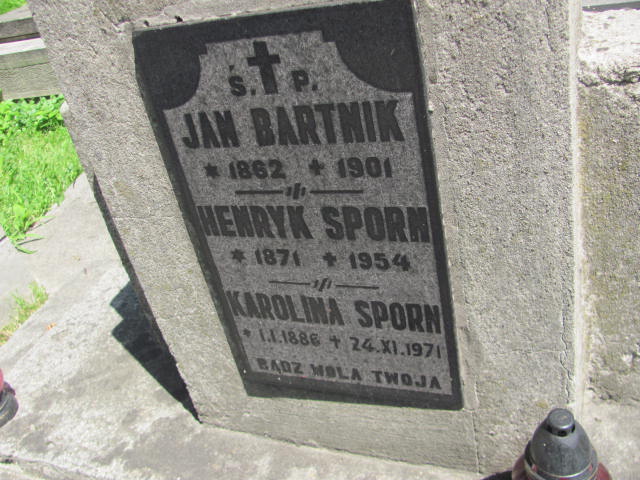 Ś. P.
JAN BARTNIK
* 1862 + 1901
HENRYK SPORN
* 1871 + 1954
KAROLINA SPORN
* 1.I.1886 + 24.XI.1971
BĄDŹ WOLA TWOJA